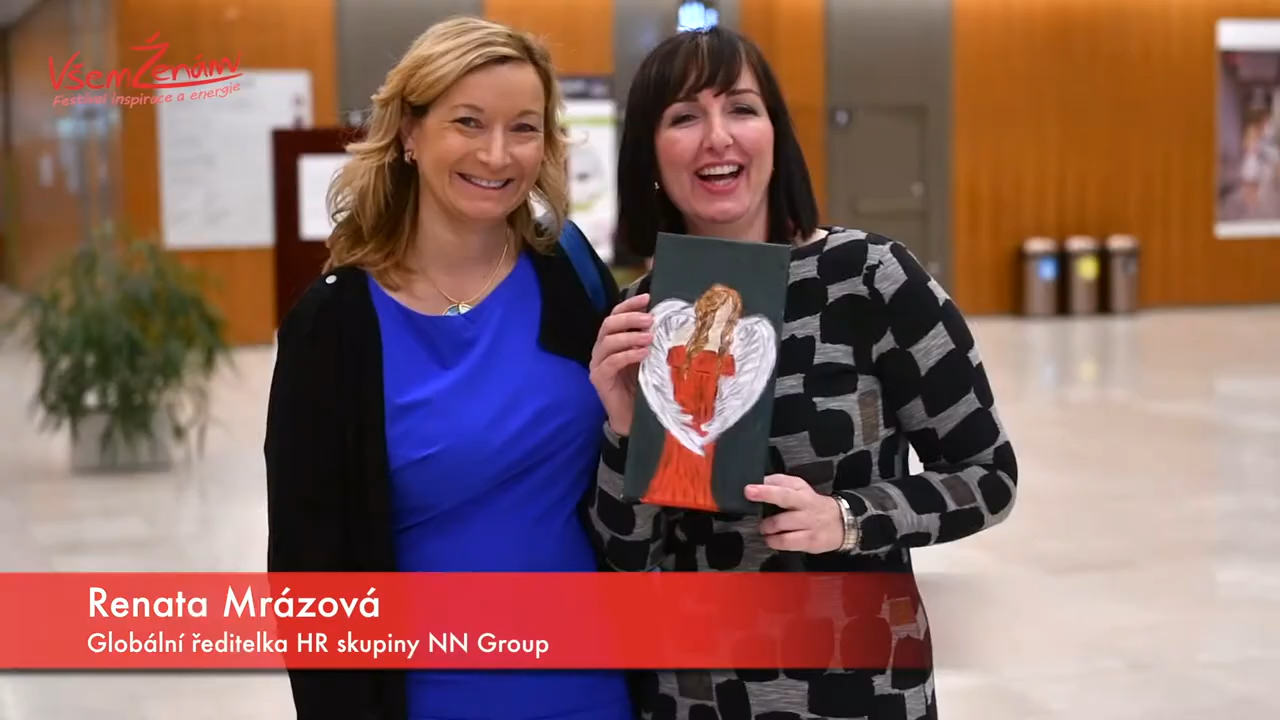 VšemŽenám
Festival inspirace a energie
Renata Mrázová
Globální ředitelka HR skupiny NN Group